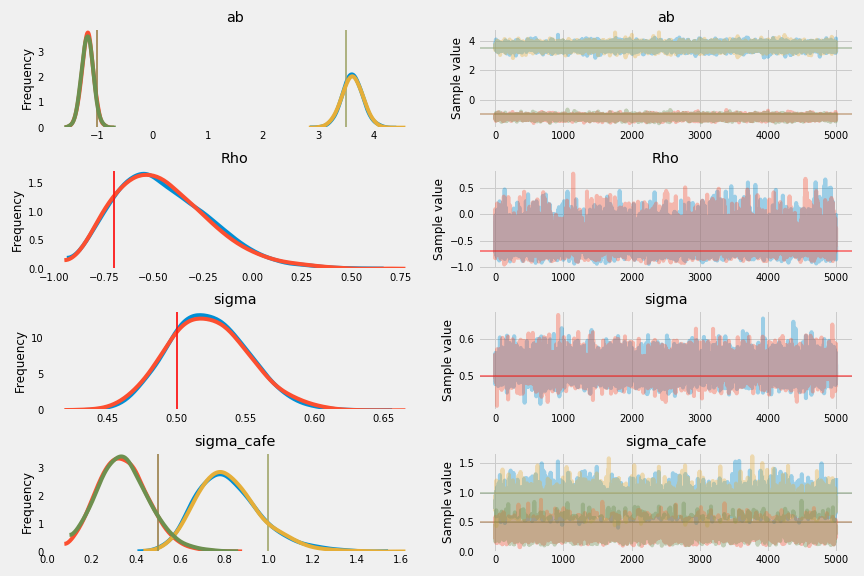 ab
Frequency
3
2
1
0
−1 0 1 2 3 4
ab
Sample value
4
2
0
0 1000 2000 3000 4000 5000
Rho
Frequency
1.5
1.0
0.5
0.0
−1.00 −0.75 −0.50 −0.25 0.00 0.25 0.50 0.75
Rho
Sample value
0.5
0.0
−0.5
−1.0
0 1000 2000 3000 4000 5000
sigma
Frequency
10
5
0
0.45 0.50 0.55 0.60 0.65
sigma
Sample value
0.6
0.5
0 1000 2000 3000 4000 5000
sigma_cafe
Frequency
3
2
1
0
0.0 0.2 0.4 0.6 0.8 1.0 1.2 1.4 1.6
sigma_cafe
Sample value
1.5
1.0
0.5
0.0
0 1000 2000 3000 4000 5000